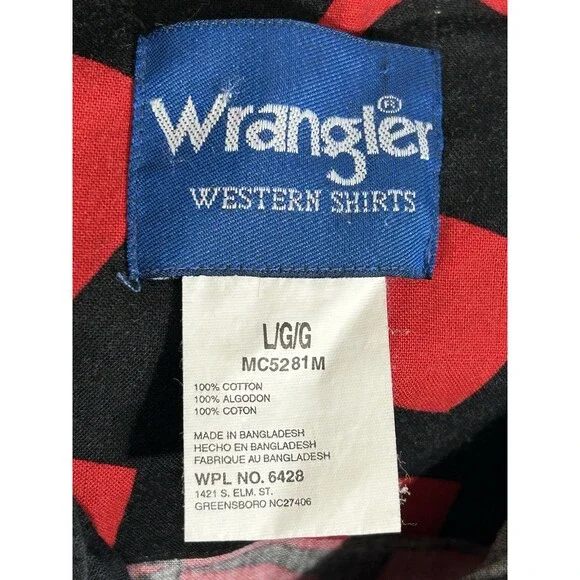 Wrangler®
WESTERN SHIRTS
L/G/G
MC5281M
100% COTTON
100% ALGODON
100% COTON
MADE IN BANGLADESH
HECHO EN BANGLADESH
FABRIQUE AU BANGLADESH
WPL NO. 6428
1421 S. ELM. ST.
GREENSBORO NC27406